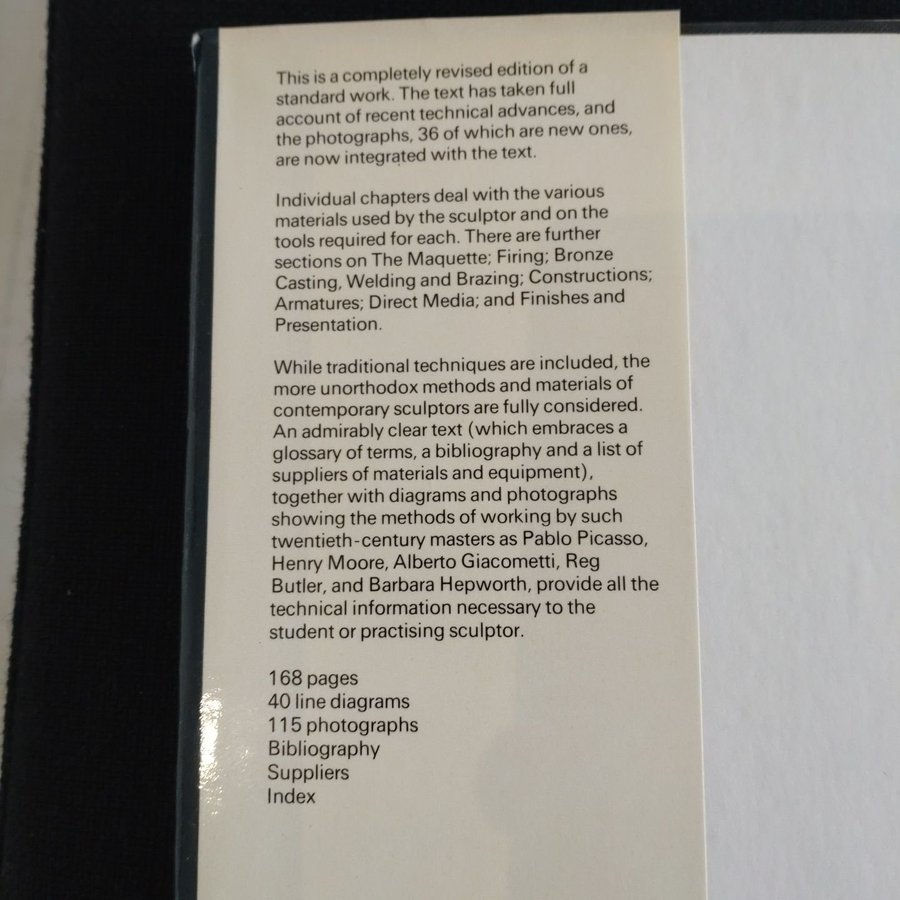 This is a completely revised edition of a
standard work. The text has taken full
account of recent technical advances, and
the photographs, 36 of which are new ones,
are now integrated with the text.
Individual chapters deal with the various
materials used by the sculptor and on the
tools required for each. There are further
sections on The Maquette; Firing; Bronze
Casting, Welding and Brazing; Constructions;
Armatures; Direct Media; and Finishes and
Presentation.
While traditional techniques are included, the
more unorthodox methods and materials of
contemporary sculptors are fully considered.
An admirably clear text (which embraces a
glossary of terms, a bibliography and a list of
suppliers of materials and equipment),
together with diagrams and photographs
showing the methods of working by such
twentieth-century masters as Pablo Picasso,
Henry Moore, Alberto Giacometti, Reg
Butler, and Barbara Hepworth, provide all the
technical information necessary to the
student or practising sculptor.
168 pages
40 line diagrams
115 photographs
Bibliography
Suppliers
Index